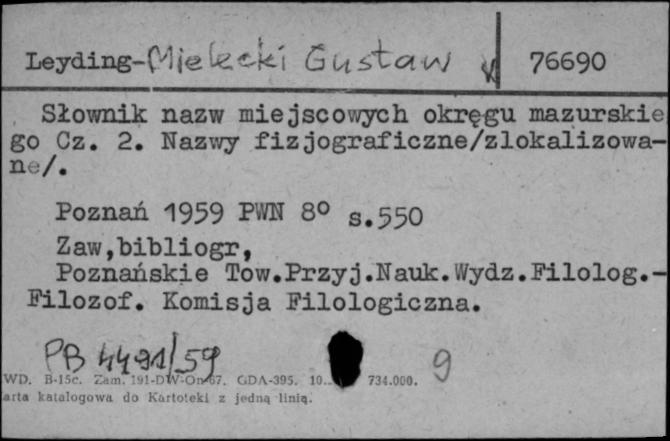 Leyding-Mielecki Gustaw 76690
Słownik nazw miejscowych okręgu mazurskie
go Cz. 2. Nazwy fizjograficzne/zlokalizowa-
ne/.
Poznań 1959 PWN 8° s.550
Zaw,bibliogr,
Poznańskie Tow.Przyj.Nauk.Wydz.Filolog.-
Filozof. Komisja Filologiczna.
PB 4491/59 9
WD. B-15c. Zam. 191-DW-On-67. GDA-395. 10.. 734.000.
arta katalogowa do Kartoteki z jedną linią.